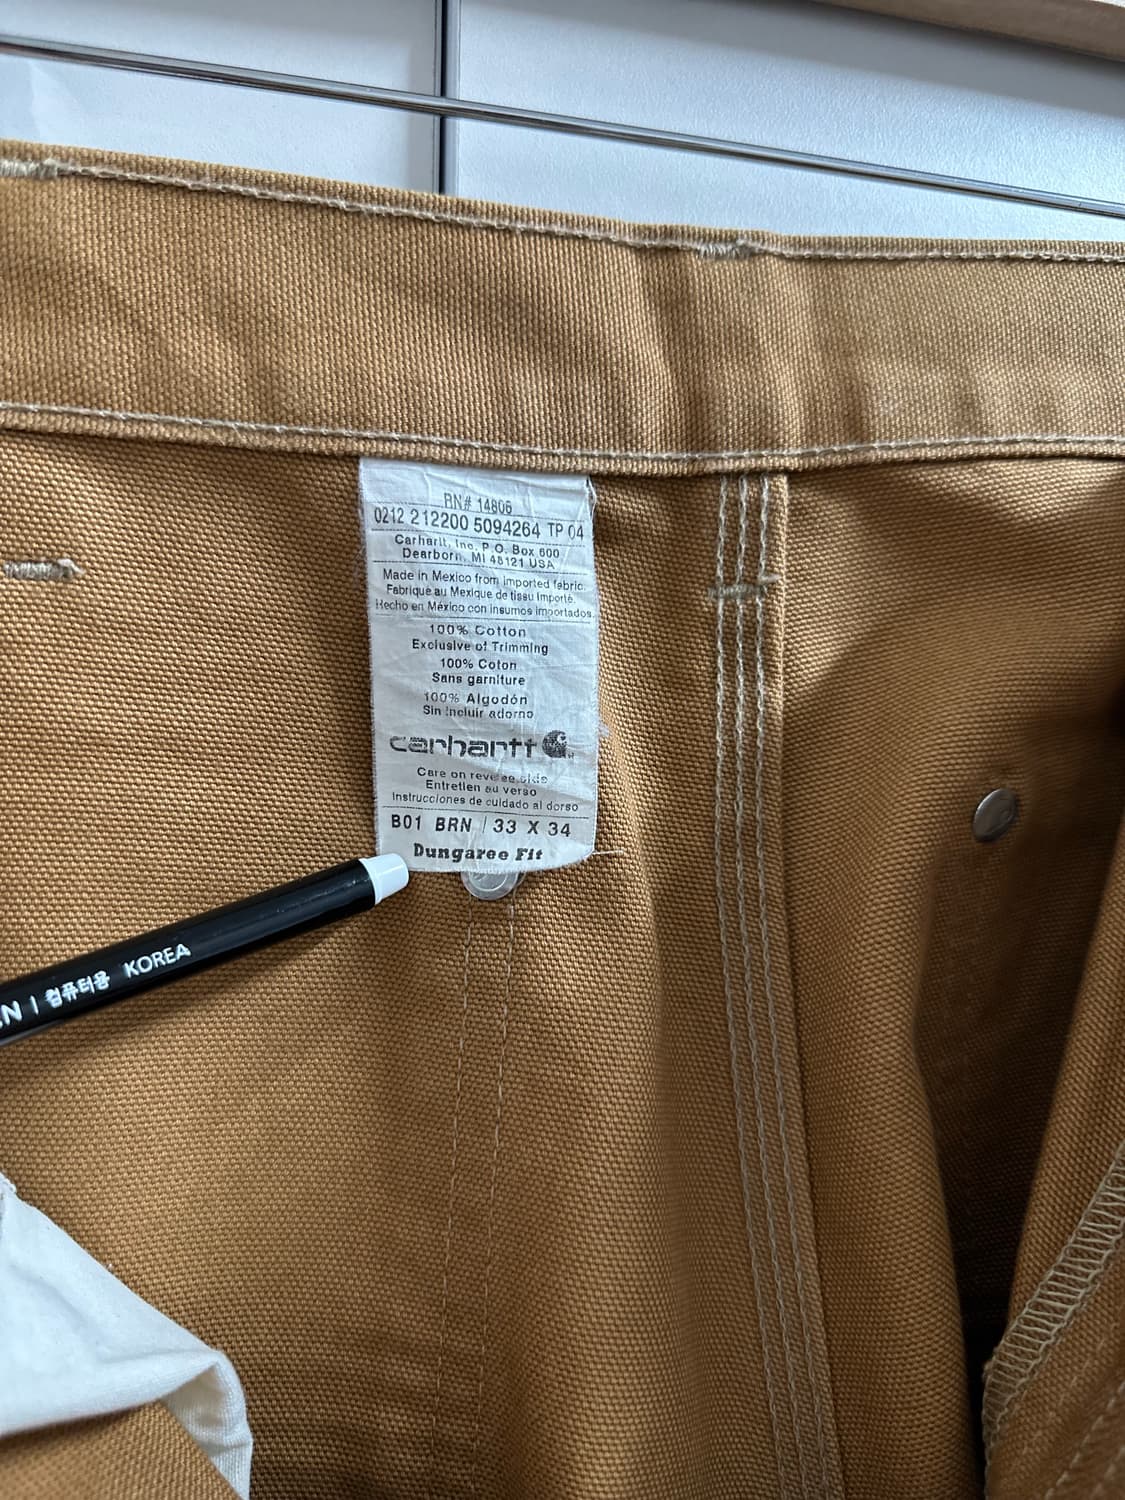 RN# 14806
0212 212200 5094264 TP 04
Carhartt, Inc. P.O. Box 600
Dearborn, MI 48121 USA
Made in Mexico from imported fabric.
Fabriqué au Mexique de tissu importé.
Hecho en México con insumos importados.
100% Cotton
Exclusive of Trimming
100% Coton
Sans garniture
100% Algodón
Sin incluir adorno
carhartt
Care on reverse side
Entretien au verso
Instrucciones de cuidado al dorso
B01 BRN / 33 X 34
Dungaree Fit
N | 컴퓨터용 KOREA